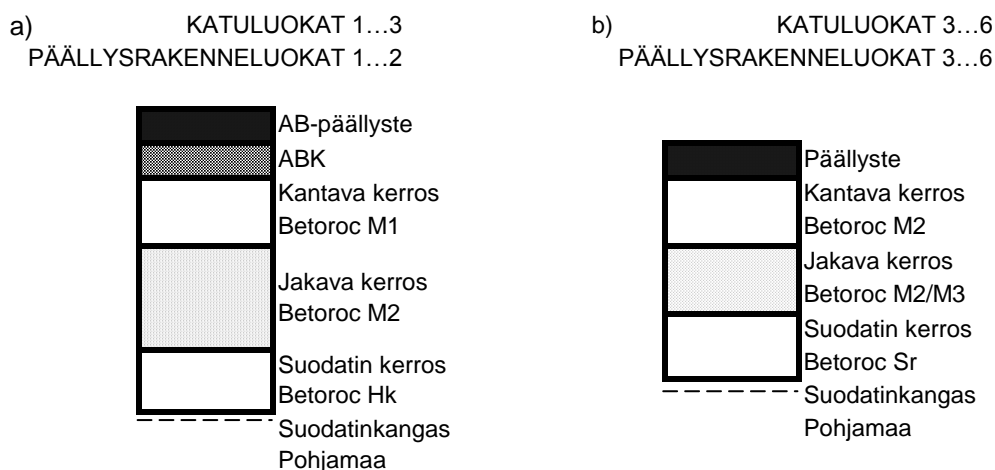 a) KATULUOKAT 1…3
PÄÄLLYSRAKENNELUOKAT 1…2
AB-päällyste
ABK
Kantava kerros
Betoroc M1
Jakava kerros
Betoroc M2
Suodatin kerros
Betoroc Hk
Suodatinkangas
Pohjamaa
b) KATULUOKAT 3…6
PÄÄLLYSRAKENNELUOKAT 3…6
Päällyste
Kantava kerros
Betoroc M2
Jakava kerros
Betoroc M2/M3
Suodatin kerros
Betoroc Sr
Suodatinkangas
Pohjamaa